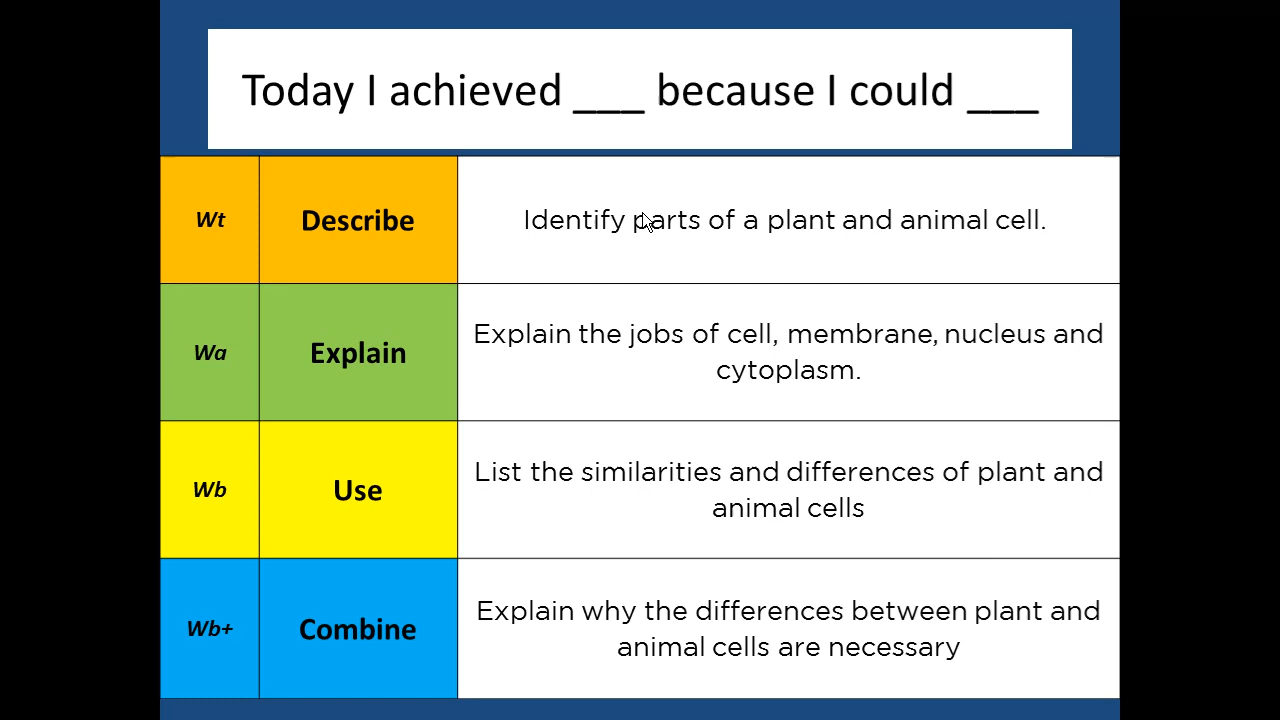 Today I achieved ___ because I could ___
Wt
Describe
Identify parts of a plant and animal cell.
Wa
Explain
Explain the jobs of cell, membrane, nucleus and
cytoplasm.
Wb
Use
List the similarities and differences of plant and
animal cells
Wb+
Combine
Explain why the differences between plant and
animal cells are necessary